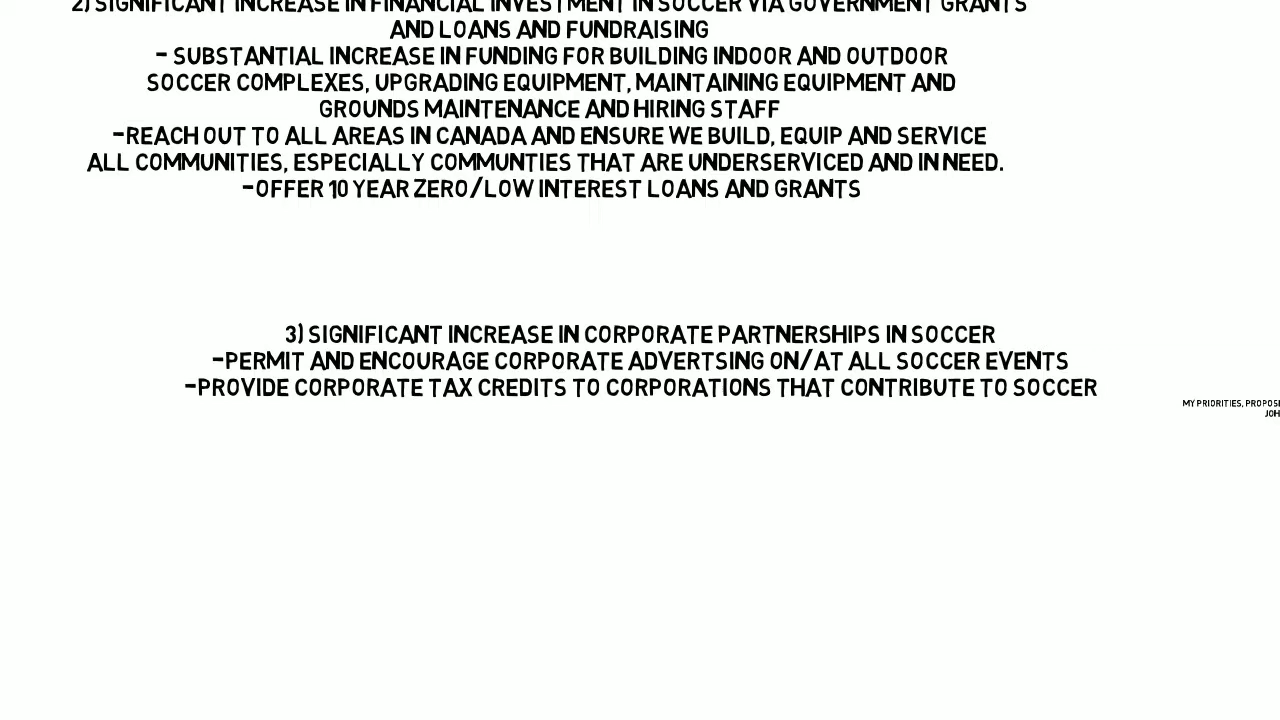 2) SIGNIFICANT INCREASE IN FINANCIAL INVESTMENT IN SOCCER VIA GOVERNMENT GRANTS
AND LOANS AND FUNDRAISING
- SUBSTANTIAL INCREASE IN FUNDING FOR BUILDING INDOOR AND OUTDOOR
SOCCER COMPLEXES, UPGRADING EQUIPMENT, MAINTAINING EQUIPMENT AND
GROUNDS MAINTENANCE AND HIRING STAFF
-REACH OUT TO ALL AREAS IN CANADA AND ENSURE WE BUILD, EQUIP AND SERVICE
ALL COMMUNITIES, ESPECIALLY COMMUNTIES THAT ARE UNDERSERVICED AND IN NEED.
-OFFER 10 YEAR ZERO/LOW INTEREST LOANS AND GRANTS
3) SIGNIFICANT INCREASE IN CORPORATE PARTNERSHIPS IN SOCCER
-PERMIT AND ENCOURAGE CORPORATE ADVERTSING ON/AT ALL SOCCER EVENTS
-PROVIDE CORPORATE TAX CREDITS TO CORPORATIONS THAT CONTRIBUTE TO SOCCER
MY PRIORITIES, PROPOSE
JOH